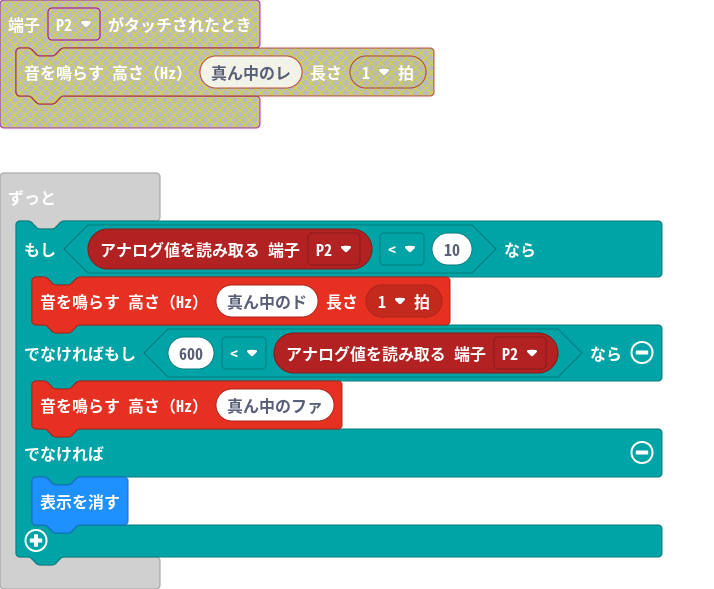 端子 P2 がタッチされたとき
音を鳴らす 高さ（Hz） 真ん中のレ 長さ 1 拍
ずっと
もし アナログ値を読み取る 端子 P2 < 10 なら
音を鳴らす 高さ（Hz） 真ん中のド 長さ 1 拍
でなければもし 600 < アナログ値を読み取る 端子 P2 なら
音を鳴らす 高さ（Hz） 真ん中のファ
でなければ
表示を消す